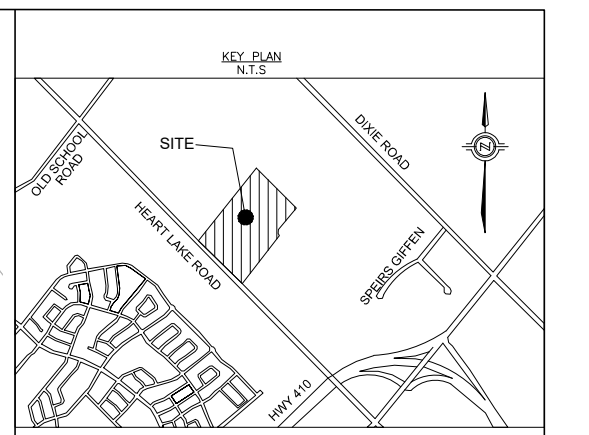 KEY PLAN
N.T.S
DIXIE ROAD
SITE
OLD SCHOOL
ROAD
N
HEART LAKE ROAD
SPEIRS GIFFEN
HWY 410